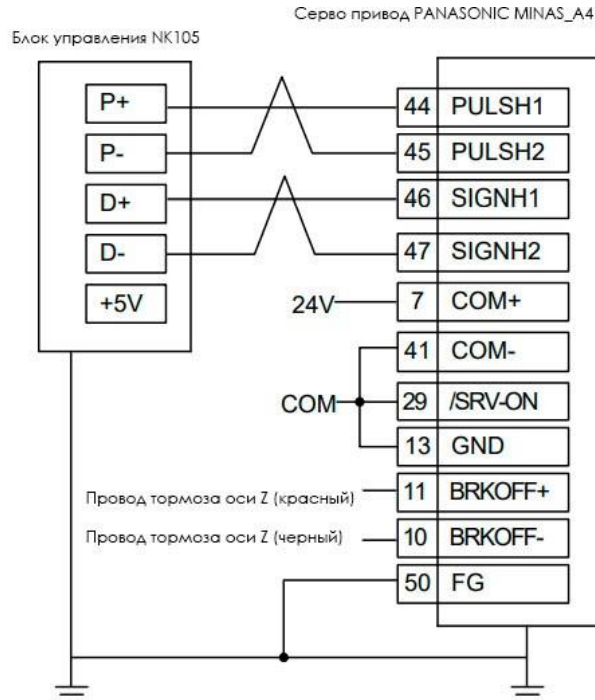 Серво привод PANASONIC MINAS_A4
Блок управления NK105
P+
44 PULSH1
P-
45 PULSH2
D+
46 SIGNH1
D-
47 SIGNH2
+5V
24V
7 COM+
41 COM-
COM
29 /SRV-ON
13 GND
Провод тормоза оси Z (красный)
11 BRKOFF+
Провод тормоза оси Z (черный)
10 BRKOFF-
50 FG